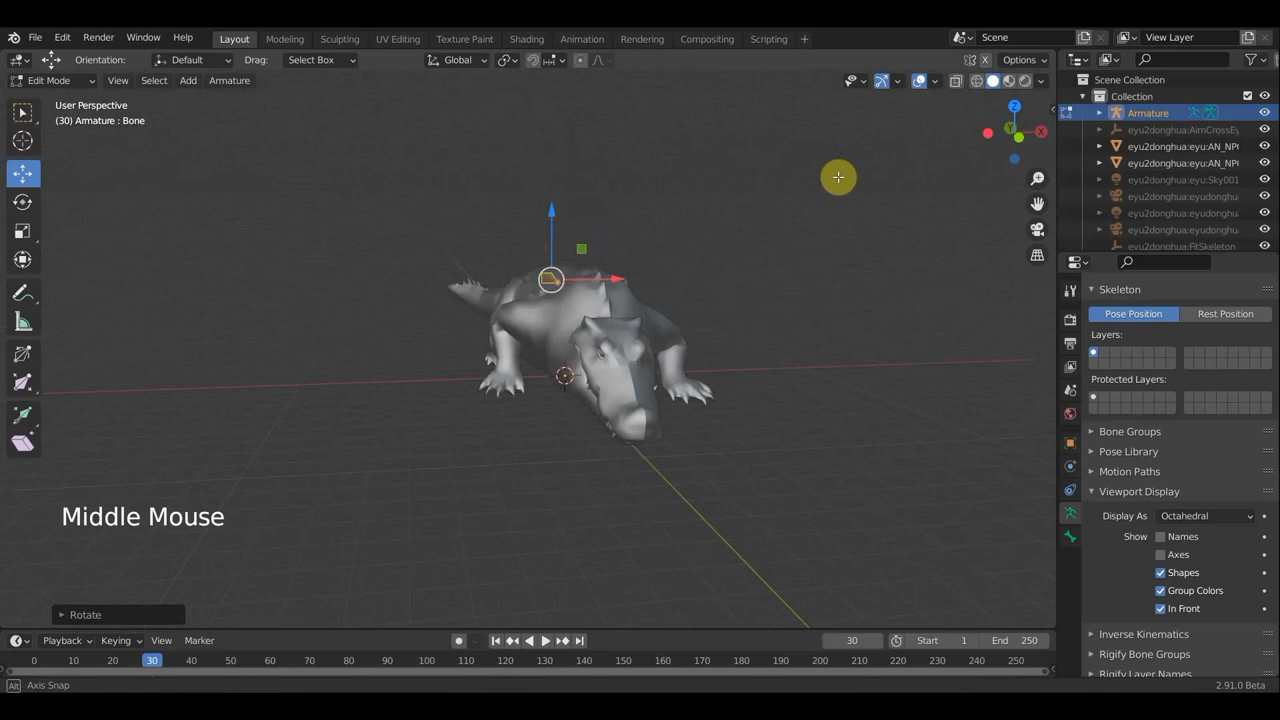 File Edit Render Window Help Layout Modeling Sculpting UV Editing Texture Paint Shading Animation Rendering Compositing Scripting + Scene View Layer
Orientation: Default Drag: Select Box Global Options
Edit Mode View Select Add Armature
Scene Collection
Collection
User Perspective
(30) Armature : Bone
Armature
eyu2donghua:AimCrossEy
eyu2donghua:eyu:AN_NPC
eyu2donghua:eyu:AN_NPC
eyu2donghua:eyu:Sky001
eyu2donghua:eyudonghu
eyu2donghua:eyudonghua
eyu2donghua:eyudonghu
eyu2donghua:FitSkeleton
Z
Y
X
Skeleton
Pose Position Rest Position
Layers:
Protected Layers:
Bone Groups
Pose Library
Motion Paths
Viewport Display
Display As Octahedral
Show Names
Axes
Shapes
Group Colors
In Front
Inverse Kinematics
Rigify Bone Groups
Rigify Layer Names
Middle Mouse
Rotate
Playback Keying View Marker 30 Start 1 End 250
0 10 20 30 40 50 60 70 80 90 100 110 120 130 140 150 160 170 180 190 200 210 220 230 240 250
Alt Axis Snap 2.91.0 Beta